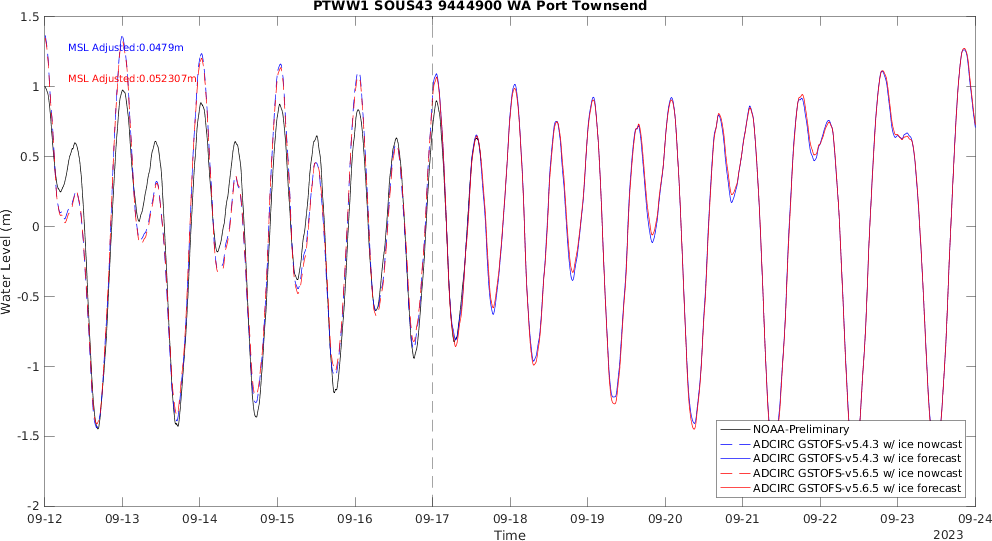 PTWW1 SOUS43 9444900 WA Port Townsend
MSL Adjusted:0.0479m
MSL Adjusted:0.052307m
Water Level (m)
1.5
1
0.5
0
-0.5
-1
-1.5
-2
NOAA-Preliminary
ADCIRC GSTOFS-v5.4.3 w/ ice nowcast
ADCIRC GSTOFS-v5.4.3 w/ ice forecast
ADCIRC GSTOFS-v5.6.5 w/ ice nowcast
ADCIRC GSTOFS-v5.6.5 w/ ice forecast
09-12 09-13 09-14 09-15 09-16 09-17 09-18 09-19 09-20 09-21 09-22 09-23 09-24
Time
2023